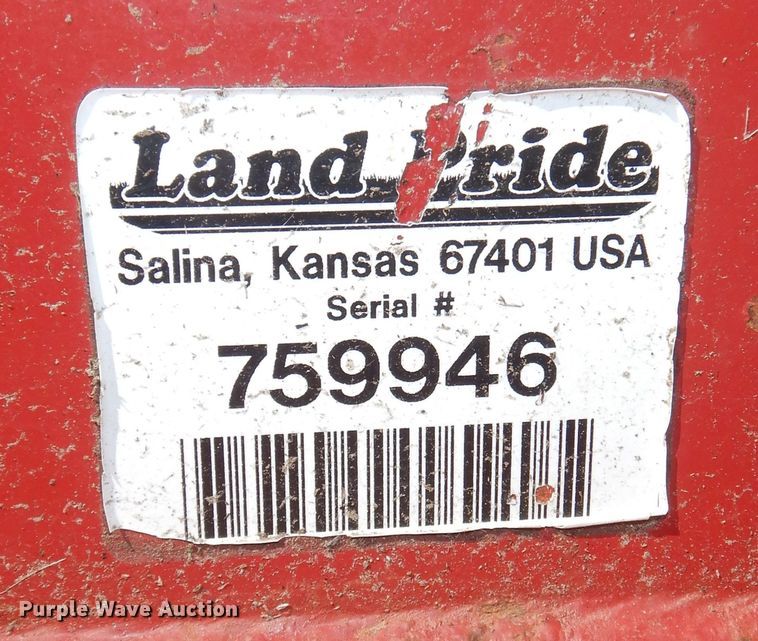 Land Pride
Salina, Kansas 67401 USA
Serial #
759946
Purple Wave Auction